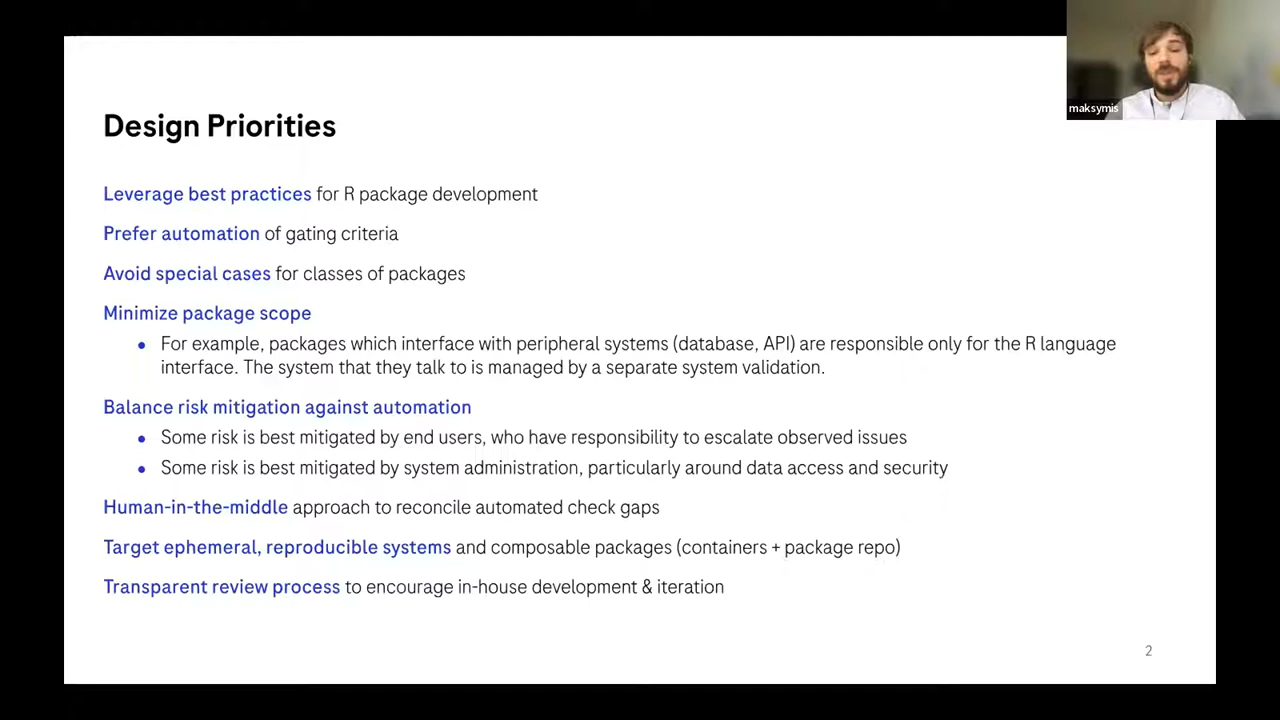 maksymis
Design Priorities
Leverage best practices for R package development
Prefer automation of gating criteria
Avoid special cases for classes of packages
Minimize package scope
• For example, packages which interface with peripheral systems (database, API) are responsible only for the R language
interface. The system that they talk to is managed by a separate system validation.
Balance risk mitigation against automation
• Some risk is best mitigated by end users, who have responsibility to escalate observed issues
• Some risk is best mitigated by system administration, particularly around data access and security
Human-in-the-middle approach to reconcile automated check gaps
Target ephemeral, reproducible systems and composable packages (containers + package repo)
Transparent review process to encourage in-house development & iteration
2